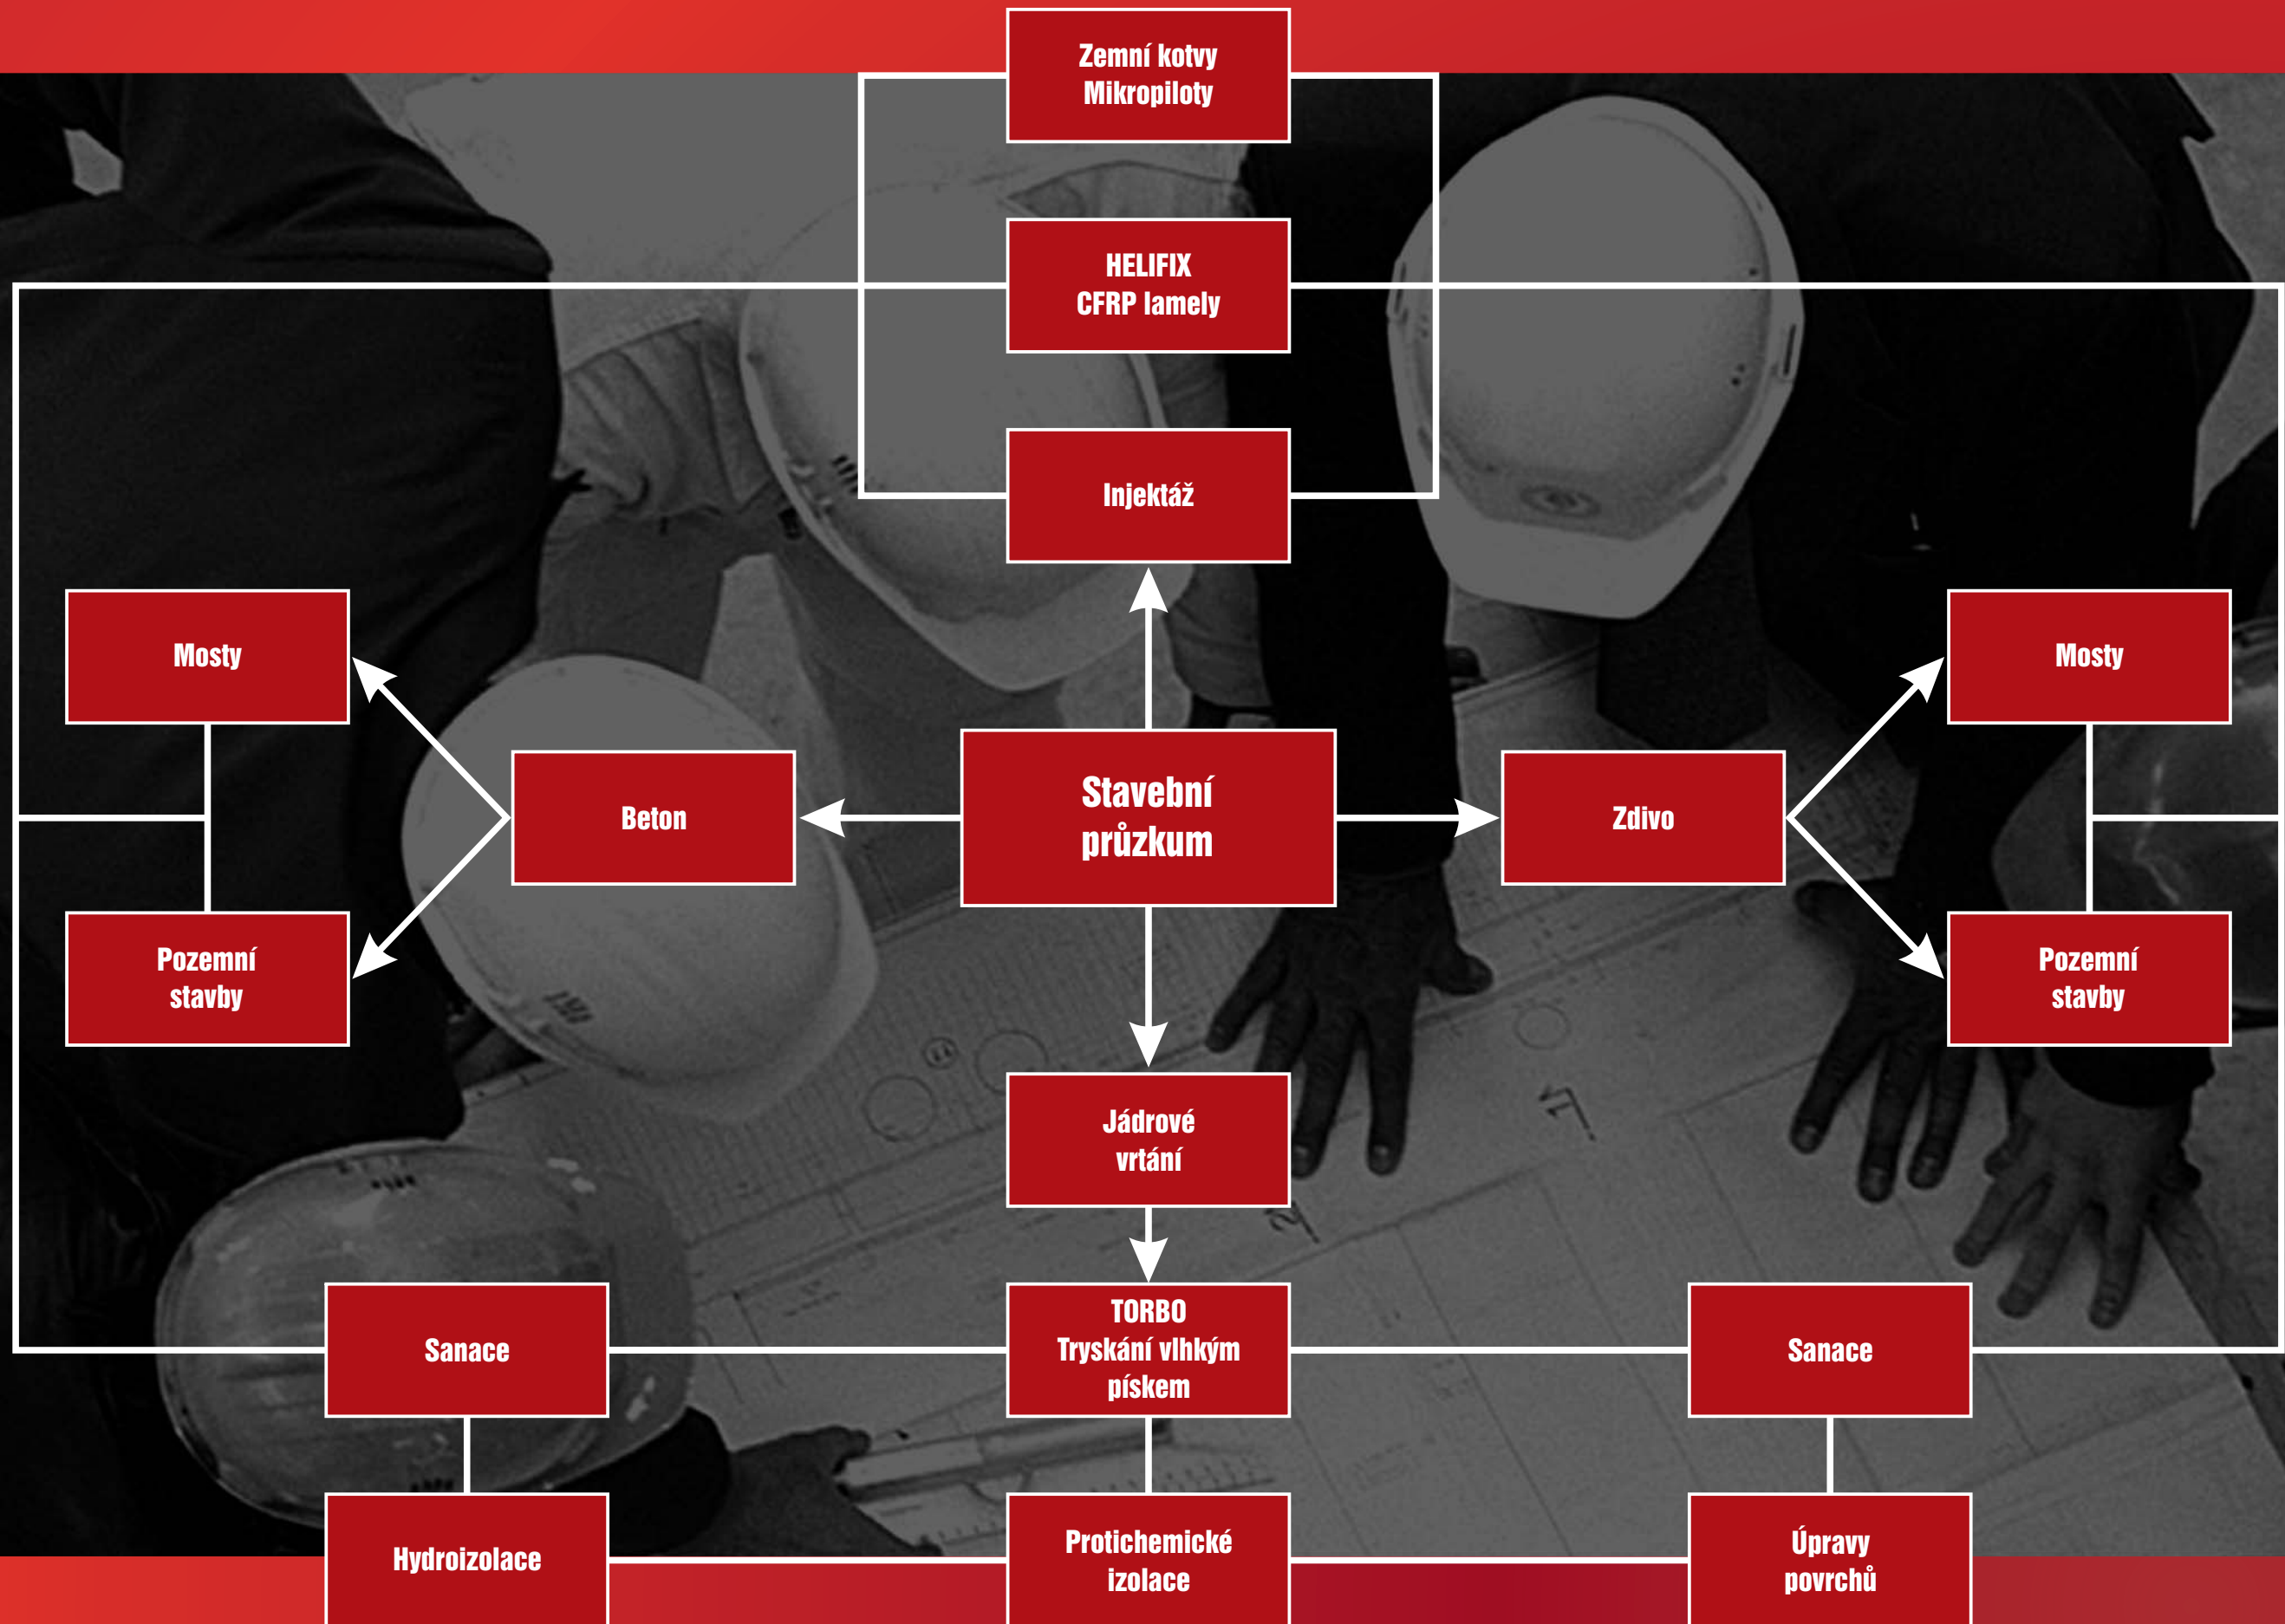 Zemní kotvy
Mikropiloty
HELIFIX
CFRP lamely
Injektáž
Mosty
Mosty
Beton
Stavební
průzkum
Zdivo
Pozemní
stavby
Pozemní
stavby
Jádrové
vrtání
Sanace
TORBO
Tryskání vlhkým
pískem
Sanace
Hydroizolace
Protichemické
izolace
Úpravy
povrchů